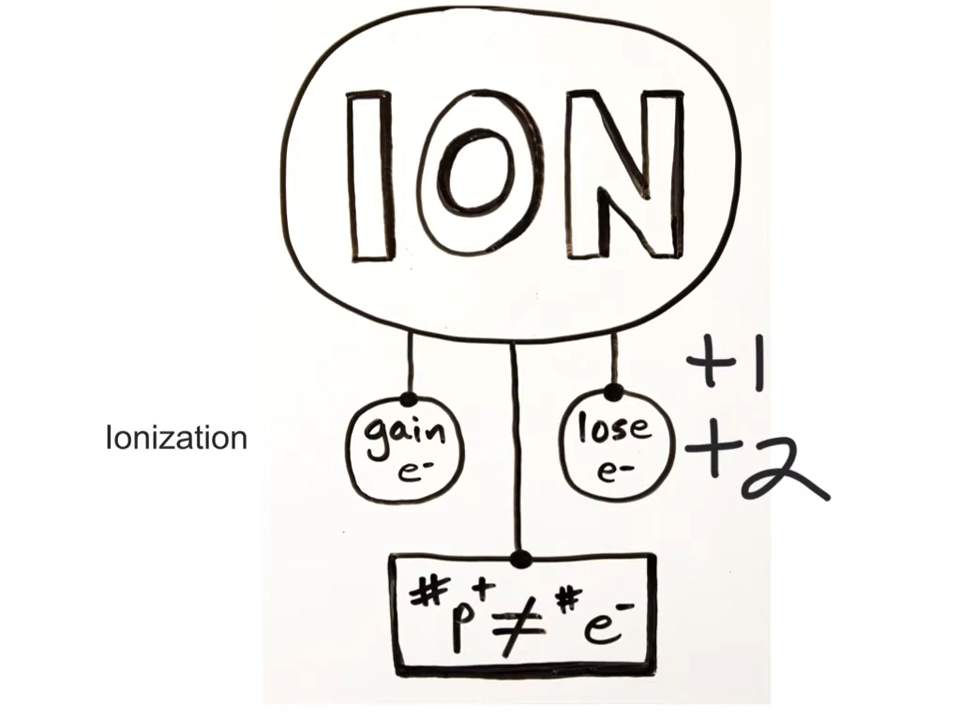 ION
+1
gain
e-
lose
e-
+2
Ionization
#p+ ≠ #e-